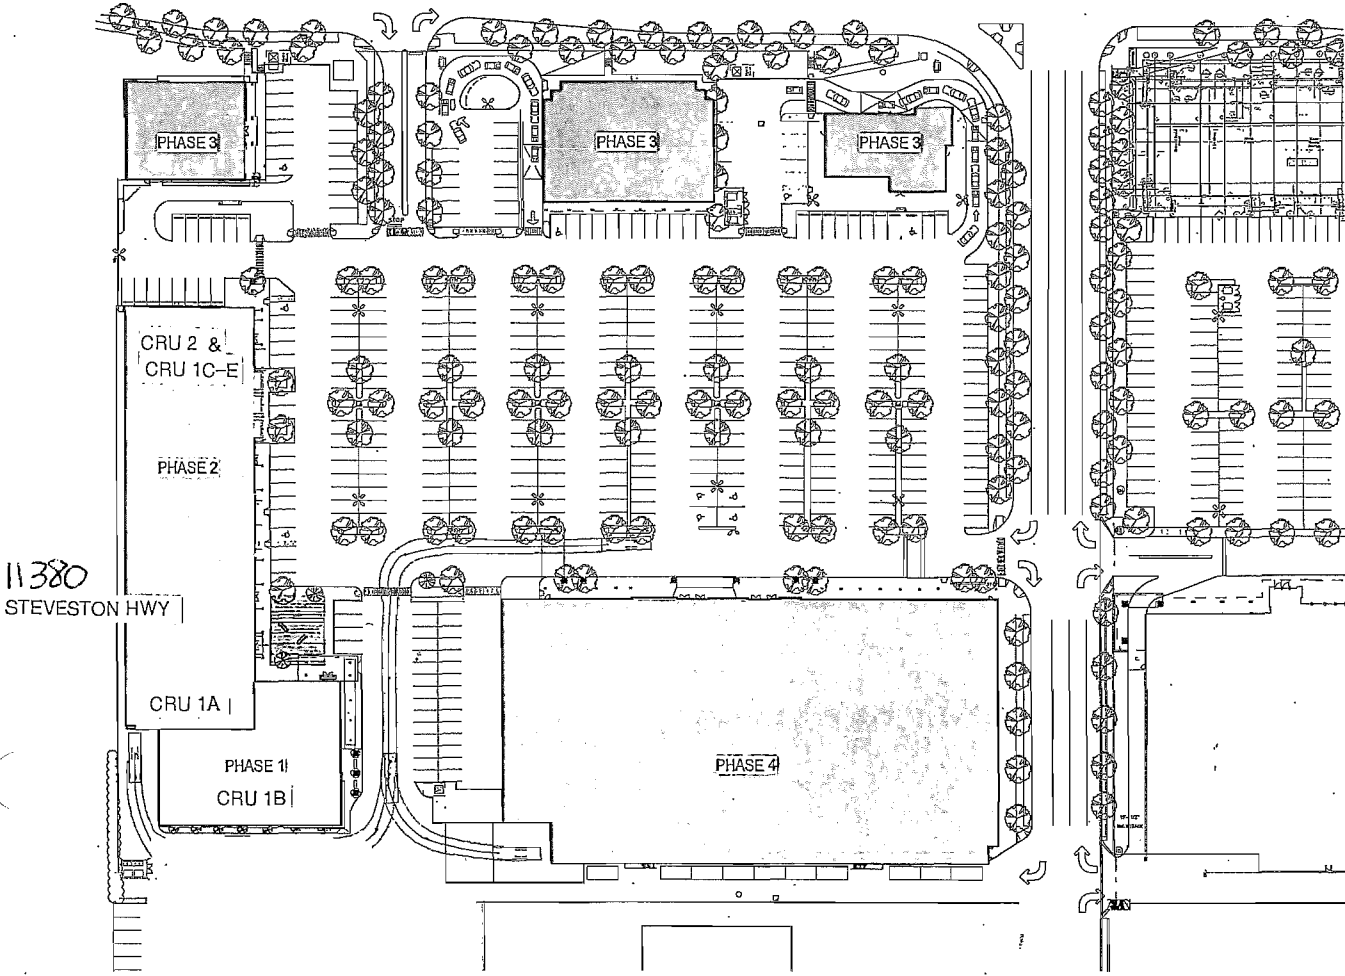 PHASE 3
PHASE 3
PHASE 3
CRU 2 &
CRU 1C-E
PHASE 2
11380
STEVESTON HWY
CRU 1A
PHASE 1
CRU 1B
PHASE 4